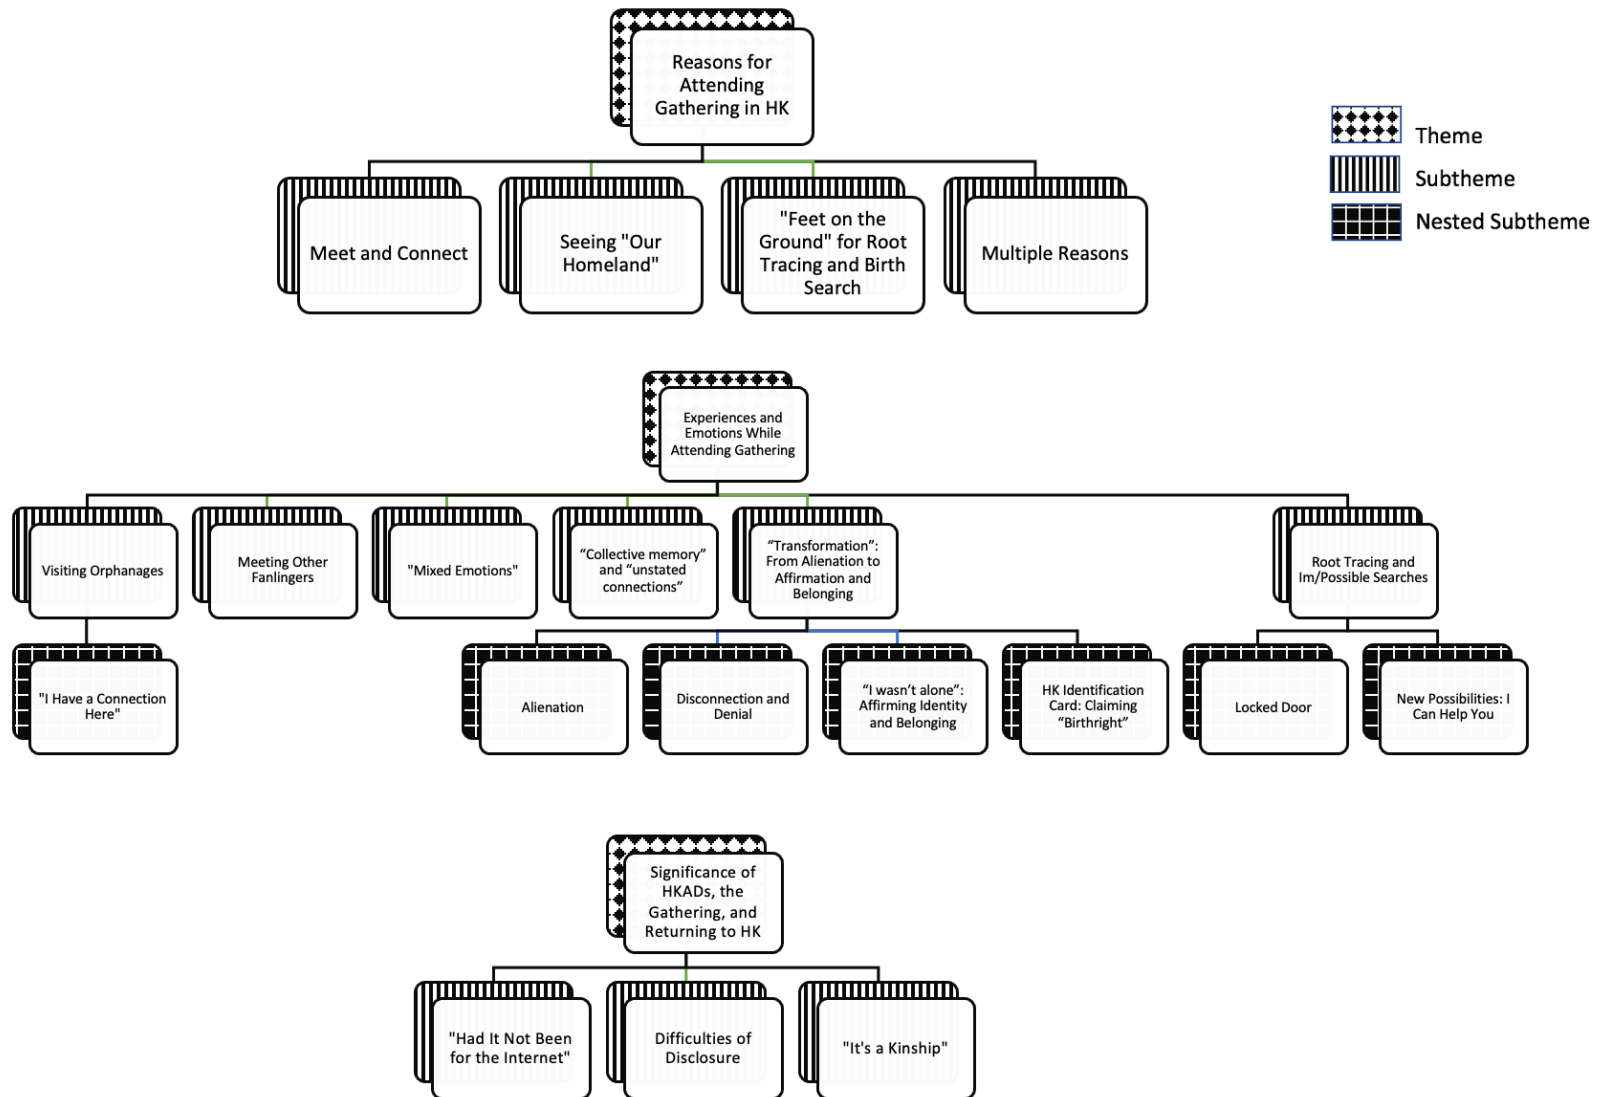 Reasons for
Attending
Gathering in HK
Theme
Subtheme
Nested Subtheme
Meet and Connect
Seeing "Our
Homeland"
"Feet on the
Ground" for Root
Tracing and Birth
Search
Multiple Reasons
Experiences and
Emotions While
Attending Gathering
Visiting Orphanages
Meeting Other
Fanlingers
"Mixed Emotions"
“Collective memory”
and “unstated
connections”
“Transformation”:
From Alienation to
Affirmation and
Belonging
Root Tracing and
Im/Possible Searches
"I Have a Connection
Here"
Alienation
Disconnection and
Denial
“I wasn’t alone”:
Affirming Identity
and Belonging
HK Identification
Card: Claiming
“Birthright”
Locked Door
New Possibilities: I
Can Help You
Significance of
HKADs, the
Gathering, and
Returning to HK
"Had It Not Been
for the Internet"
Difficulties of
Disclosure
"It's a Kinship"